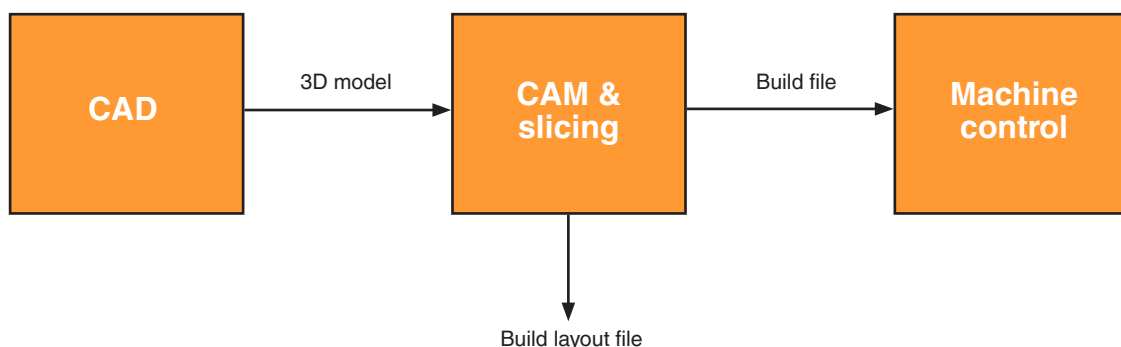 CAD
3D model
CAM &
slicing
Build file
Machine
control
Build layout file